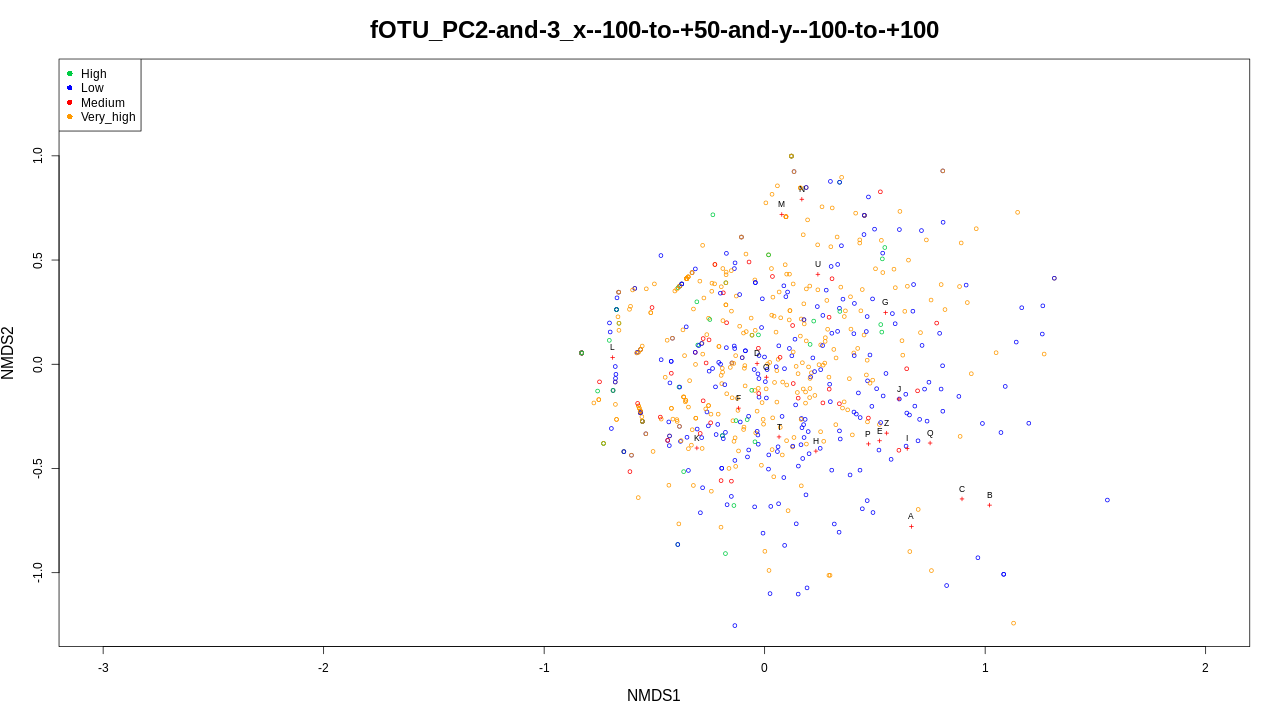 fOTU_PC2-and-3_x--100-to-+50-and-y--100-to-+100
High
Low
Medium
Very_high
NMDS2
1.0
0.5
0.0
-0.5
-1.0
N
M
U
G
L
D
J
F
T
K
H
P
E
Z
I
Q
C
B
A
-3
-2
-1
0
1
2
NMDS1